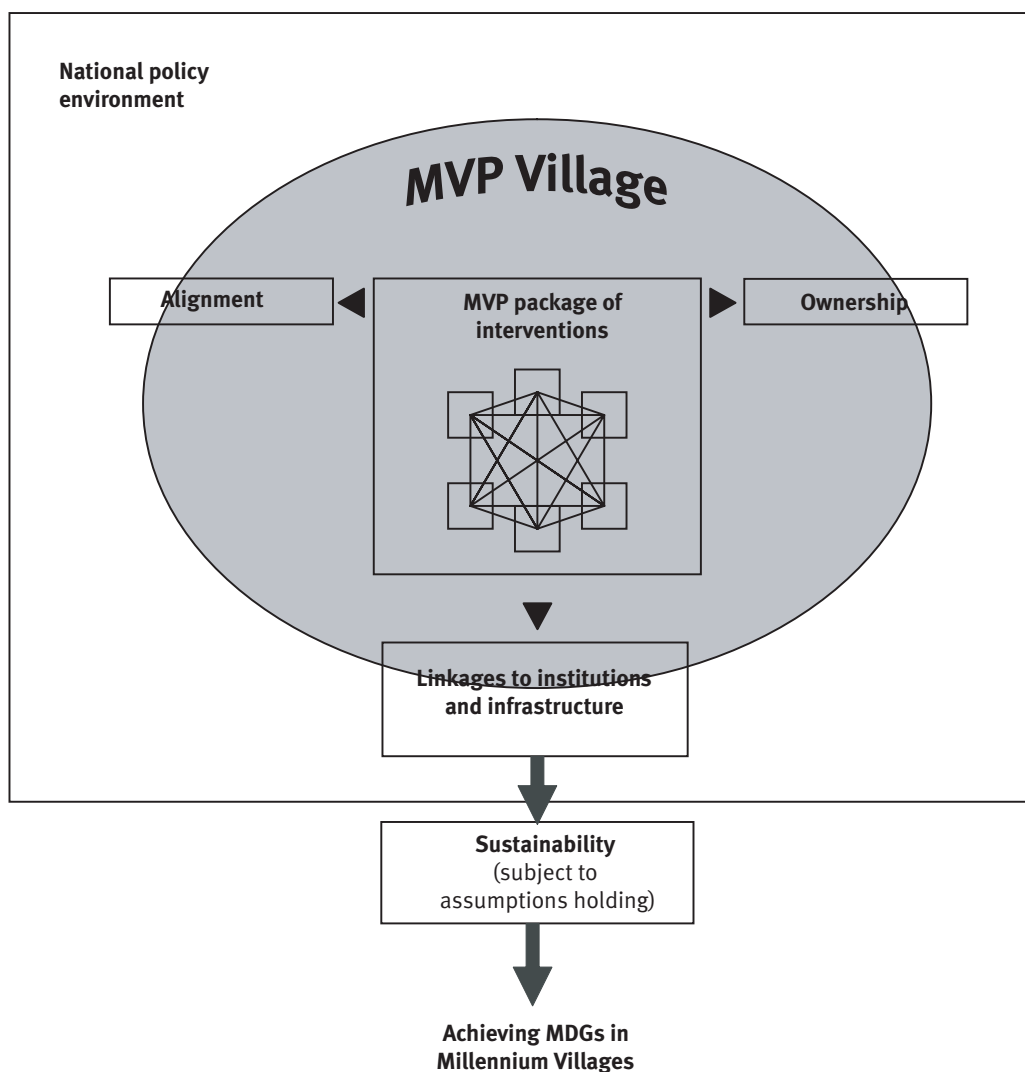 National policy
environment
MVP Village
Alignment
MVP package of
interventions
Ownership
Linkages to institutions
and infrastructure
Sustainability
(subject to
assumptions holding)
Achieving MDGs in
Millennium Villages